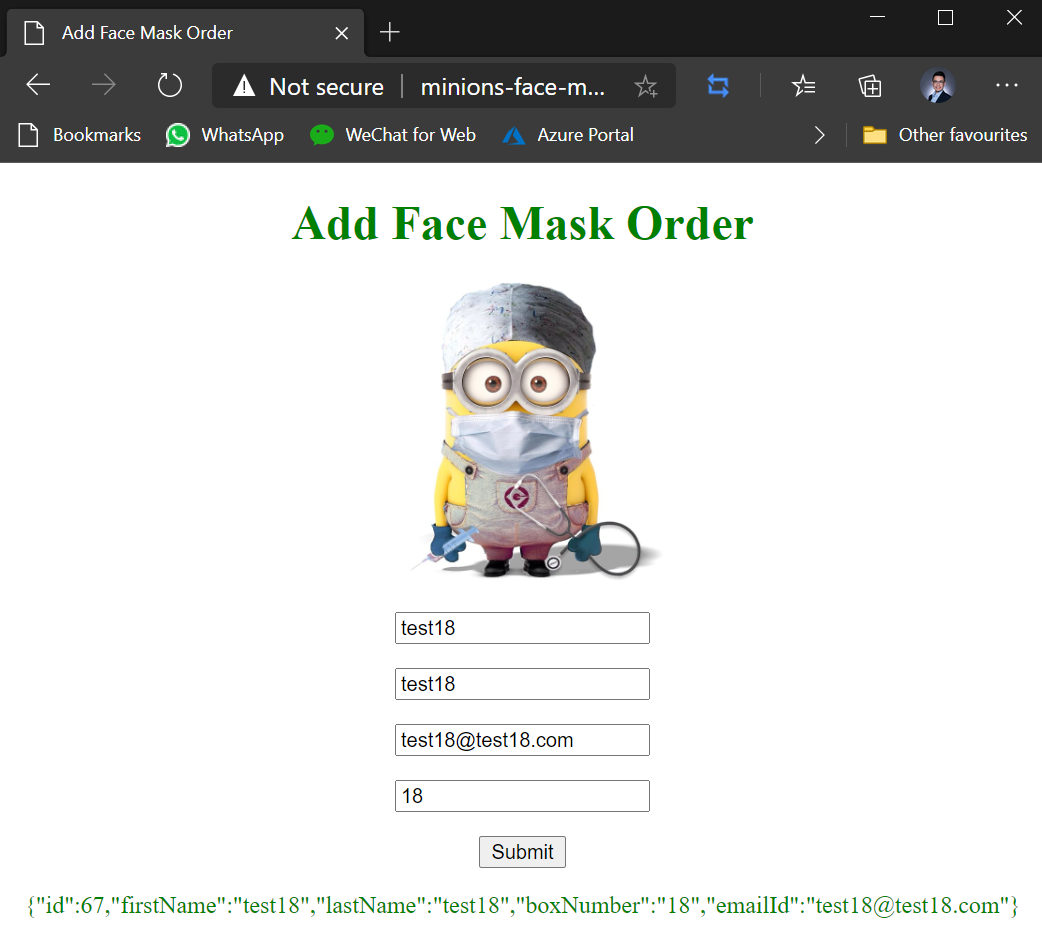 Add Face Mask Order
Not secure minions-face-m...
Bookmarks WhatsApp WeChat for Web Azure Portal Other favourites
Add Face Mask Order
test18
test18
test18@test18.com
18
Submit
{"id":67,"firstName":"test18","lastName":"test18","boxNumber":"18","emailId":"test18@test18.com"}